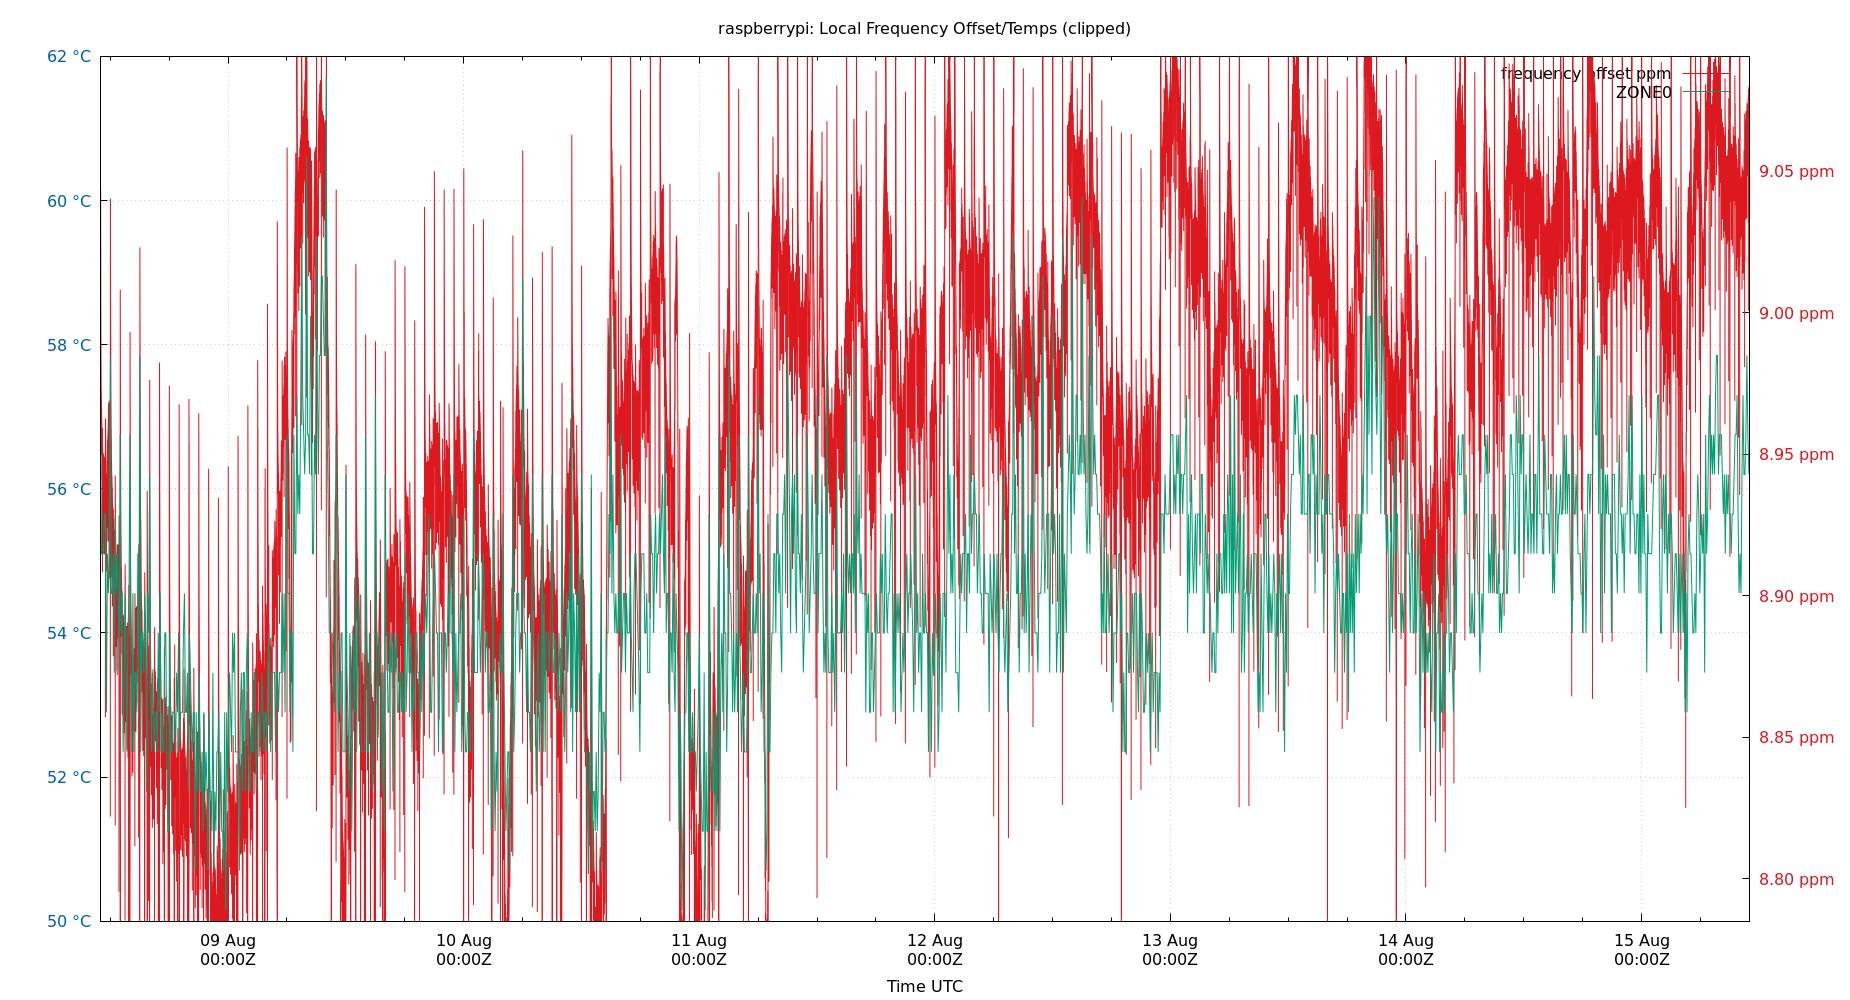 raspberrypi: Local Frequency Offset/Temps (clipped)
62 °C
60 °C
58 °C
56 °C
54 °C
52 °C
50 °C
frequency offset ppm
ZONE0
9.05 ppm
9.00 ppm
8.95 ppm
8.90 ppm
8.85 ppm
8.80 ppm
09 Aug
00:00Z
10 Aug
00:00Z
11 Aug
00:00Z
12 Aug
00:00Z
13 Aug
00:00Z
14 Aug
00:00Z
15 Aug
00:00Z
Time UTC